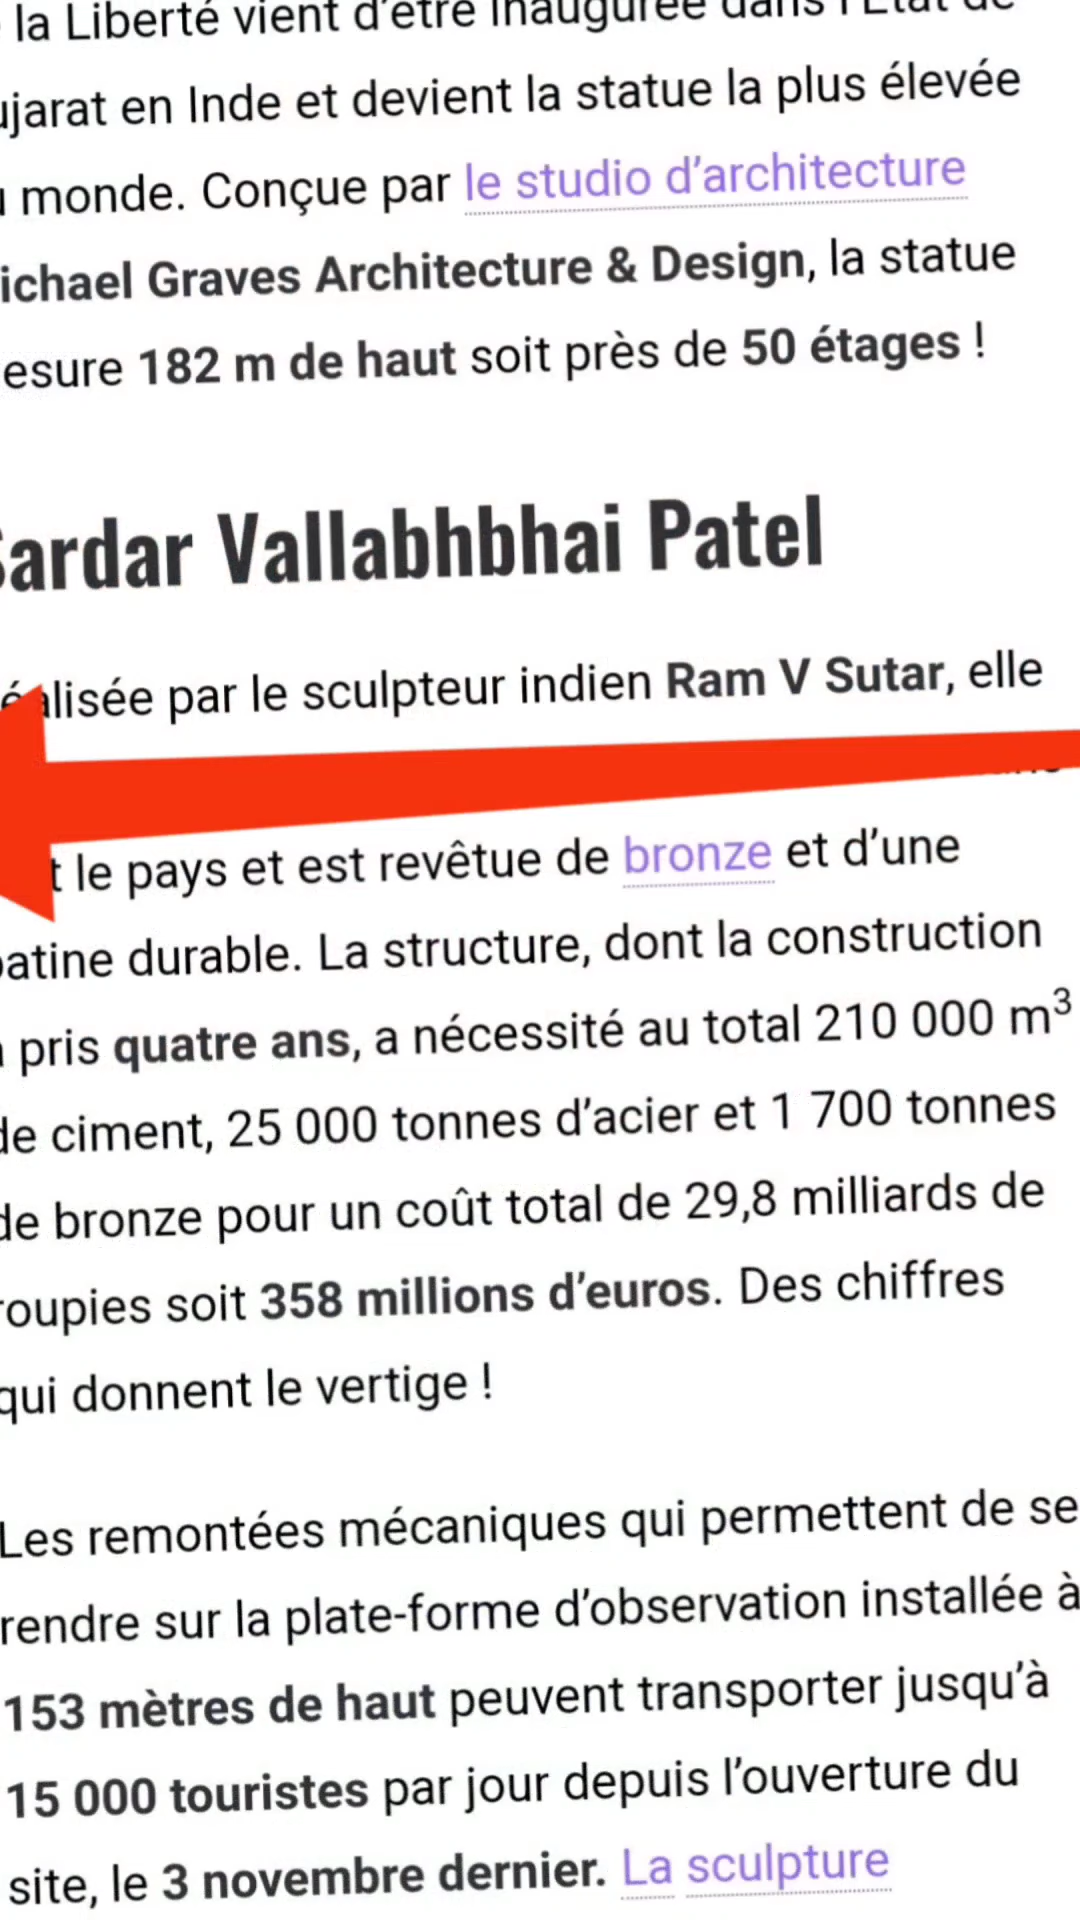 la Liberté vient d'être inaugurée dans l'État de
ujarat en Inde et devient la statue la plus élevée
monde. Conçue par le studio d'architecture
ichael Graves Architecture & Design, la statue
esure 182 m de haut soit près de 50 étages !
Sardar Vallabhbhai Patel
éalisée par le sculpteur indien Ram V Sutar, elle
t le pays et est revêtue de bronze et d'une
patine durable. La structure, dont la construction
a pris quatre ans, a nécessité au total 210 000 m³
de ciment, 25 000 tonnes d'acier et 1 700 tonnes
de bronze pour un coût total de 29,8 milliards de
roupies soit 358 millions d'euros. Des chiffres
qui donnent le vertige !
Les remontées mécaniques qui permettent de se
rendre sur la plate-forme d'observation installée à
153 mètres de haut peuvent transporter jusqu'à
15 000 touristes par jour depuis l'ouverture du
site, le 3 novembre dernier. La sculpture